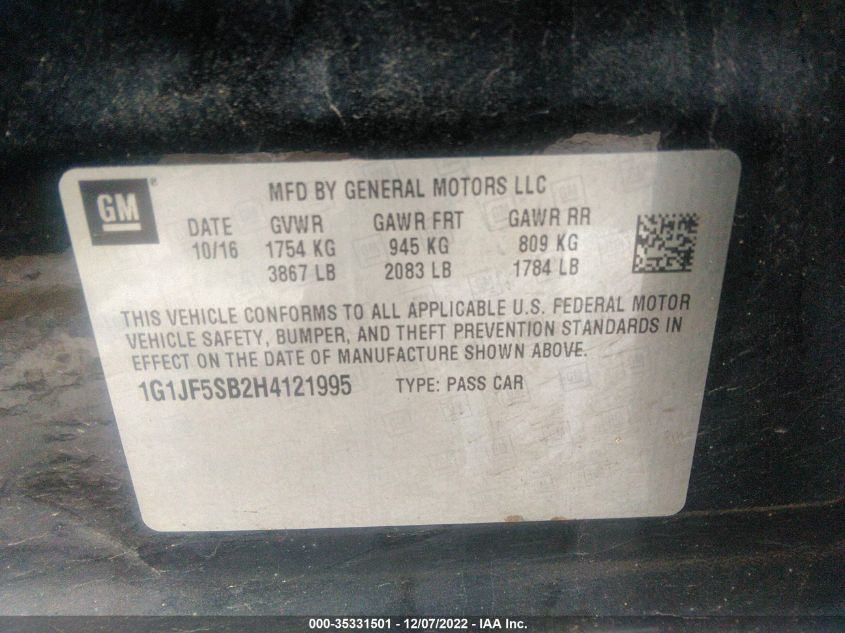 GM ®
MFD BY GENERAL MOTORS LLC
DATE GVWR GAWR FRT GAWR RR
10/16 1754 KG 945 KG 809 KG
3867 LB 2083 LB 1784 LB
THIS VEHICLE CONFORMS TO ALL APPLICABLE U.S. FEDERAL MOTOR
VEHICLE SAFETY, BUMPER, AND THEFT PREVENTION STANDARDS IN
EFFECT ON THE DATE OF MANUFACTURE SHOWN ABOVE.
1G1JF5SB2H4121995 TYPE: PASS CAR
000-35331501 - 12/07/2022 - IAA Inc.